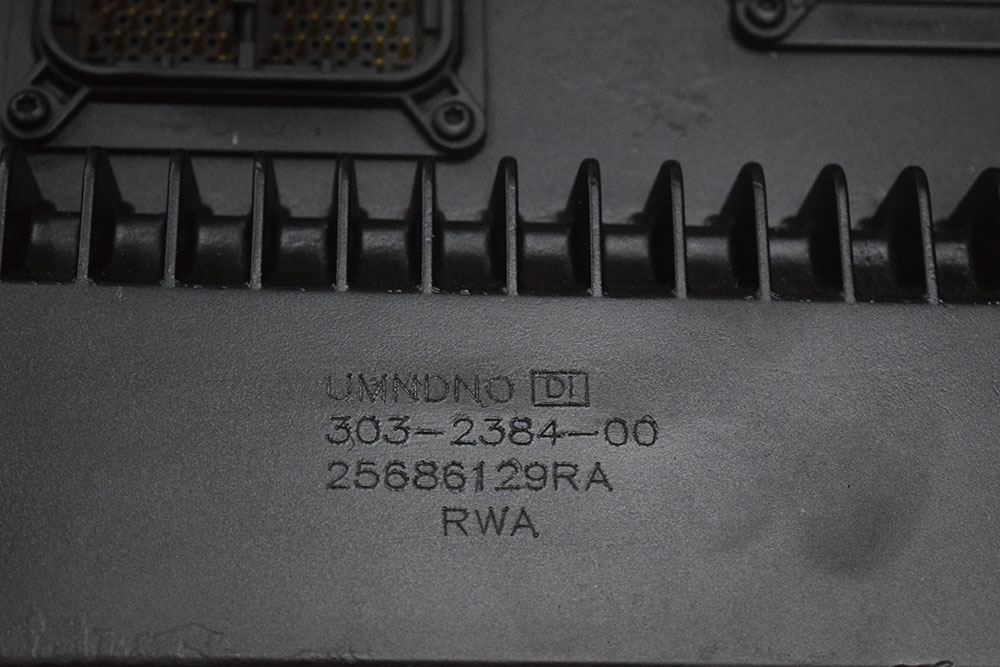 UMNDNO DI
303-2384-00
25686129RA
RWA